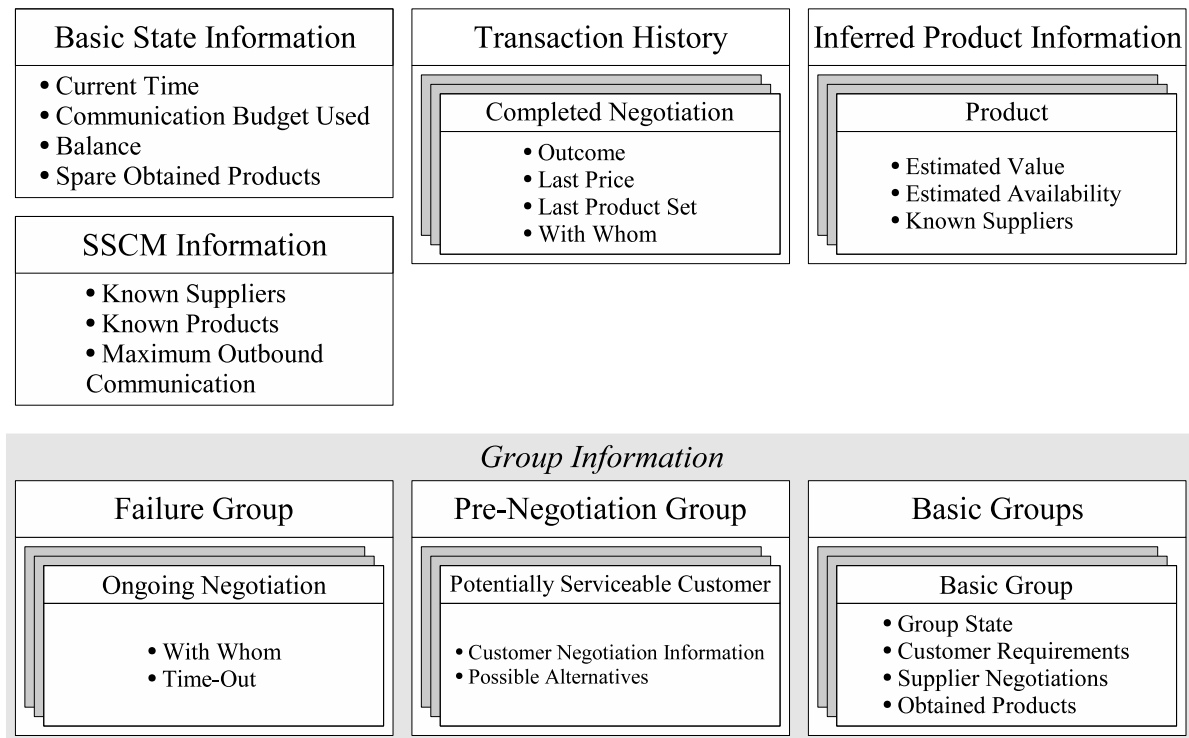 Basic State Information
• Current Time
• Communication Budget Used
• Balance
• Spare Obtained Products
SSCM Information
• Known Suppliers
• Known Products
• Maximum Outbound
Communication
Transaction History
Completed Negotiation
• Outcome
• Last Price
• Last Product Set
• With Whom
Inferred Product Information
Product
• Estimated Value
• Estimated Availability
• Known Suppliers
Group Information
Failure Group
Ongoing Negotiation
• With Whom
• Time-Out
Pre-Negotiation Group
Potentially Serviceable Customer
• Customer Negotiation Information
• Possible Alternatives
Basic Groups
Basic Group
• Group State
• Customer Requirements
• Supplier Negotiations
• Obtained Products